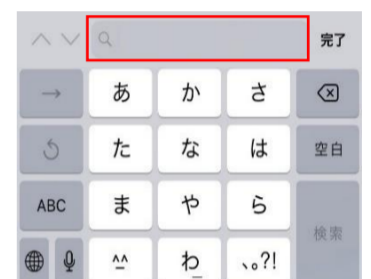 完了
→ あ か さ
た な は 空白
ABC ま や ら
検索
^^ わ 、。?!